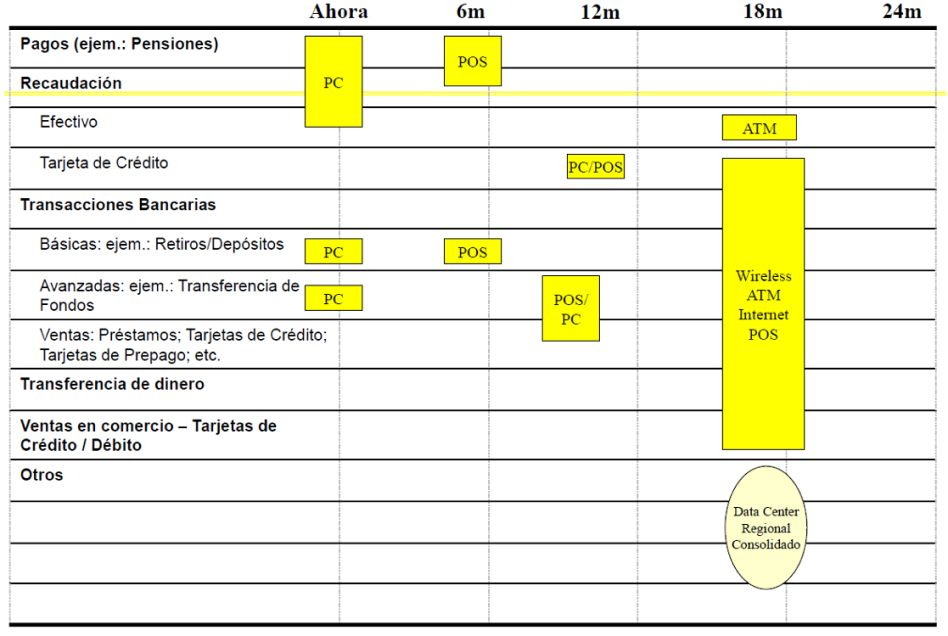 Ahora 6m 12m 18m 24m
Pagos (ejem.: Pensiones)
POS
Recaudación
PC
Efectivo
ATM
Tarjeta de Crédito
PC/POS
Transacciones Bancarias
Básicas: ejem.: Retiros/Depósitos
PC
POS
Avanzadas: ejem.: Transferencia de
Fondos
PC
POS/
PC
Wireless
ATM
Internet
POS
Ventas: Préstamos; Tarjetas de Crédito;
Tarjetas de Prepago; etc.
Transferencia de dinero
Ventas en comercio – Tarjetas de
Crédito / Débito
Otros
Data Center
Regional
Consolidado